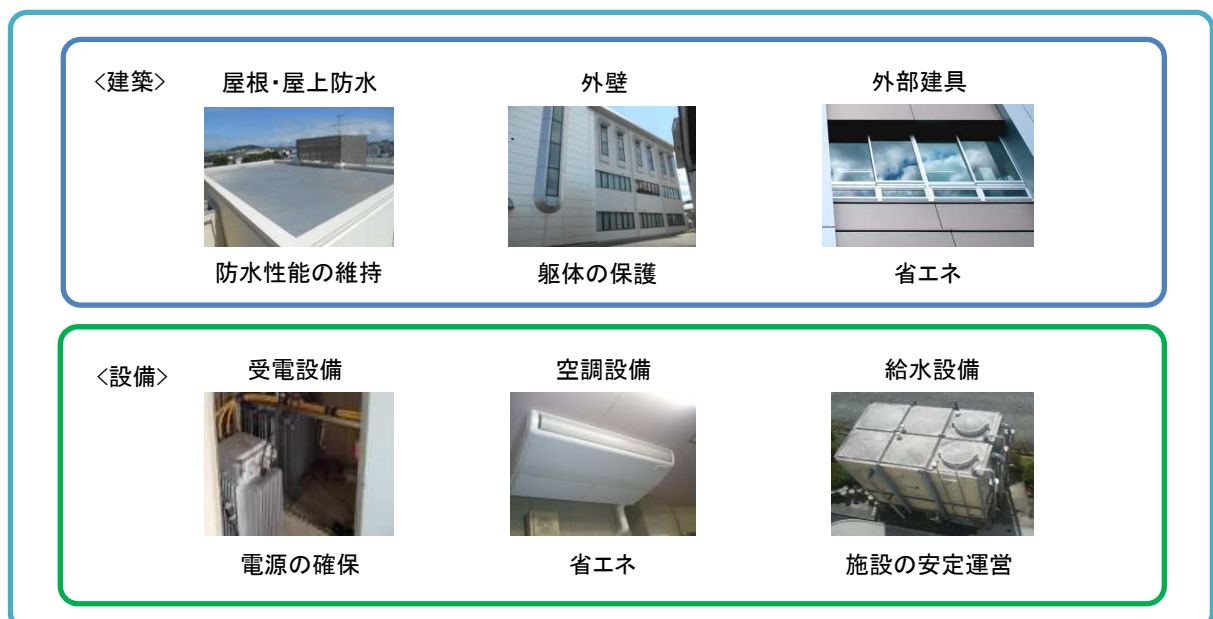 <建築>
屋根・屋上防水
外壁
外部建具
防水性能の維持
躯体の保護
省エネ
<設備>
受電設備
空調設備
給水設備
電源の確保
省エネ
施設の安定運営